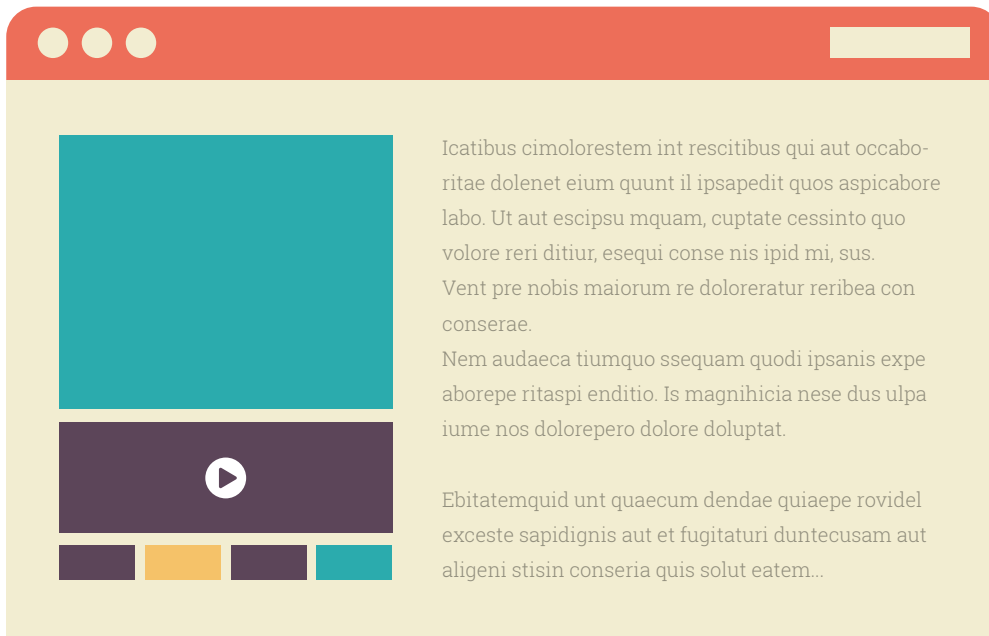 Icatibus cimolorestem int rescitibus qui aut occabo-
ritae dolenet eium quunt il ipsapedit quos aspicabore
labo. Ut aut escipsu mquam, cuptate cessinto quo
volore reri ditiur, esequi conse nis ipid mi, sus.
Vent pre nobis maiorum re doloreratur reribea con
conserae.
Nem audaeca tiumquo ssequam quodi ipsanis expe
aborepe ritaspi enditio. Is magnihicia nese dus ulpa
iume nos dolorepero dolore doluptat.
Ebitatemquid unt quaecum dendae quiaepe rovidel
exceste sapidignis aut et fugitaturi duntecusam aut
aligeni stisin conseria quis solut eatem...